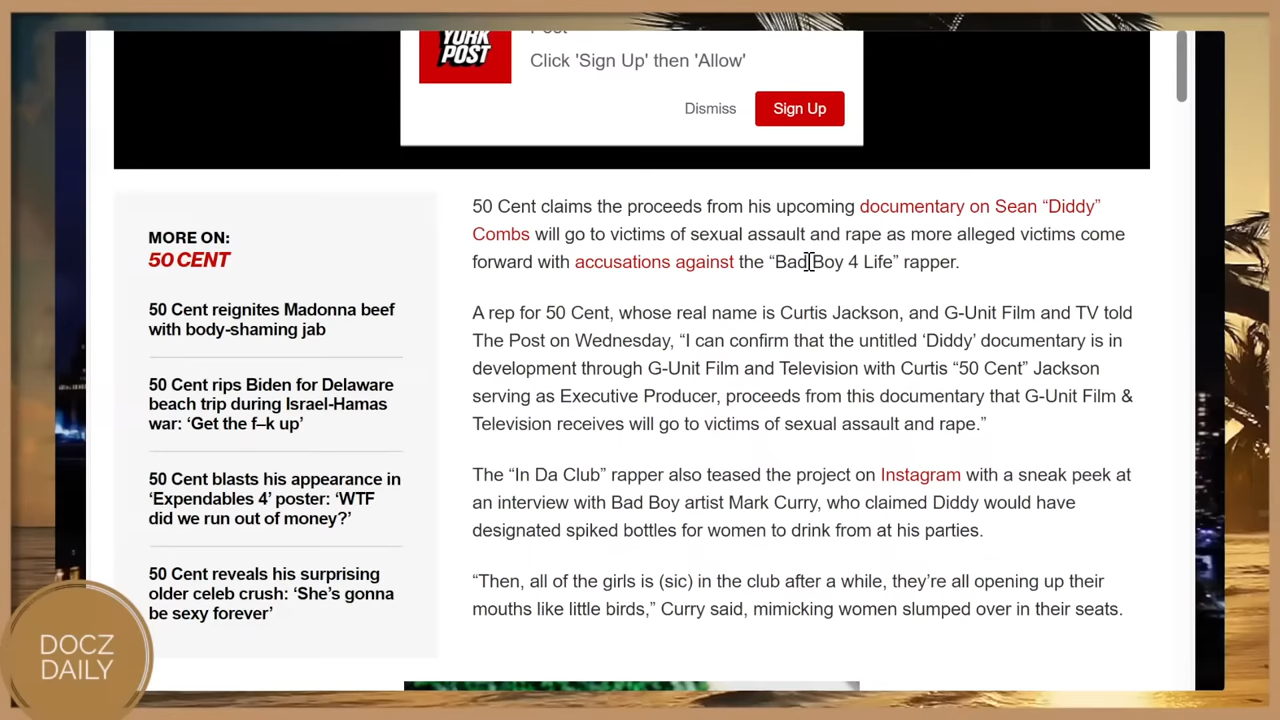 YORK
POST
Post
Click 'Sign Up' then 'Allow'
Dismiss
Sign Up
MORE ON:
50 CENT
50 Cent reignites Madonna beef
with body-shaming jab
50 Cent rips Biden for Delaware
beach trip during Israel-Hamas
war: ‘Get the f–k up’
50 Cent blasts his appearance in
‘Expendables 4’ poster: ‘WTF
did we run out of money?’
50 Cent reveals his surprising
older celeb crush: ‘She’s gonna
be sexy forever’
50 Cent claims the proceeds from his upcoming documentary on Sean “Diddy”
Combs will go to victims of sexual assault and rape as more alleged victims come
forward with accusations against the “Bad Boy 4 Life” rapper.
A rep for 50 Cent, whose real name is Curtis Jackson, and G-Unit Film and TV told
The Post on Wednesday, “I can confirm that the untitled ‘Diddy’ documentary is in
development through G-Unit Film and Television with Curtis “50 Cent” Jackson
serving as Executive Producer, proceeds from this documentary that G-Unit Film &
Television receives will go to victims of sexual assault and rape.”
The “In Da Club” rapper also teased the project on Instagram with a sneak peek at
an interview with Bad Boy artist Mark Curry, who claimed Diddy would have
designated spiked bottles for women to drink from at his parties.
“Then, all of the girls is (sic) in the club after a while, they’re all opening up their
mouths like little birds,” Curry said, mimicking women slumped over in their seats.
DOCZ
DAILY